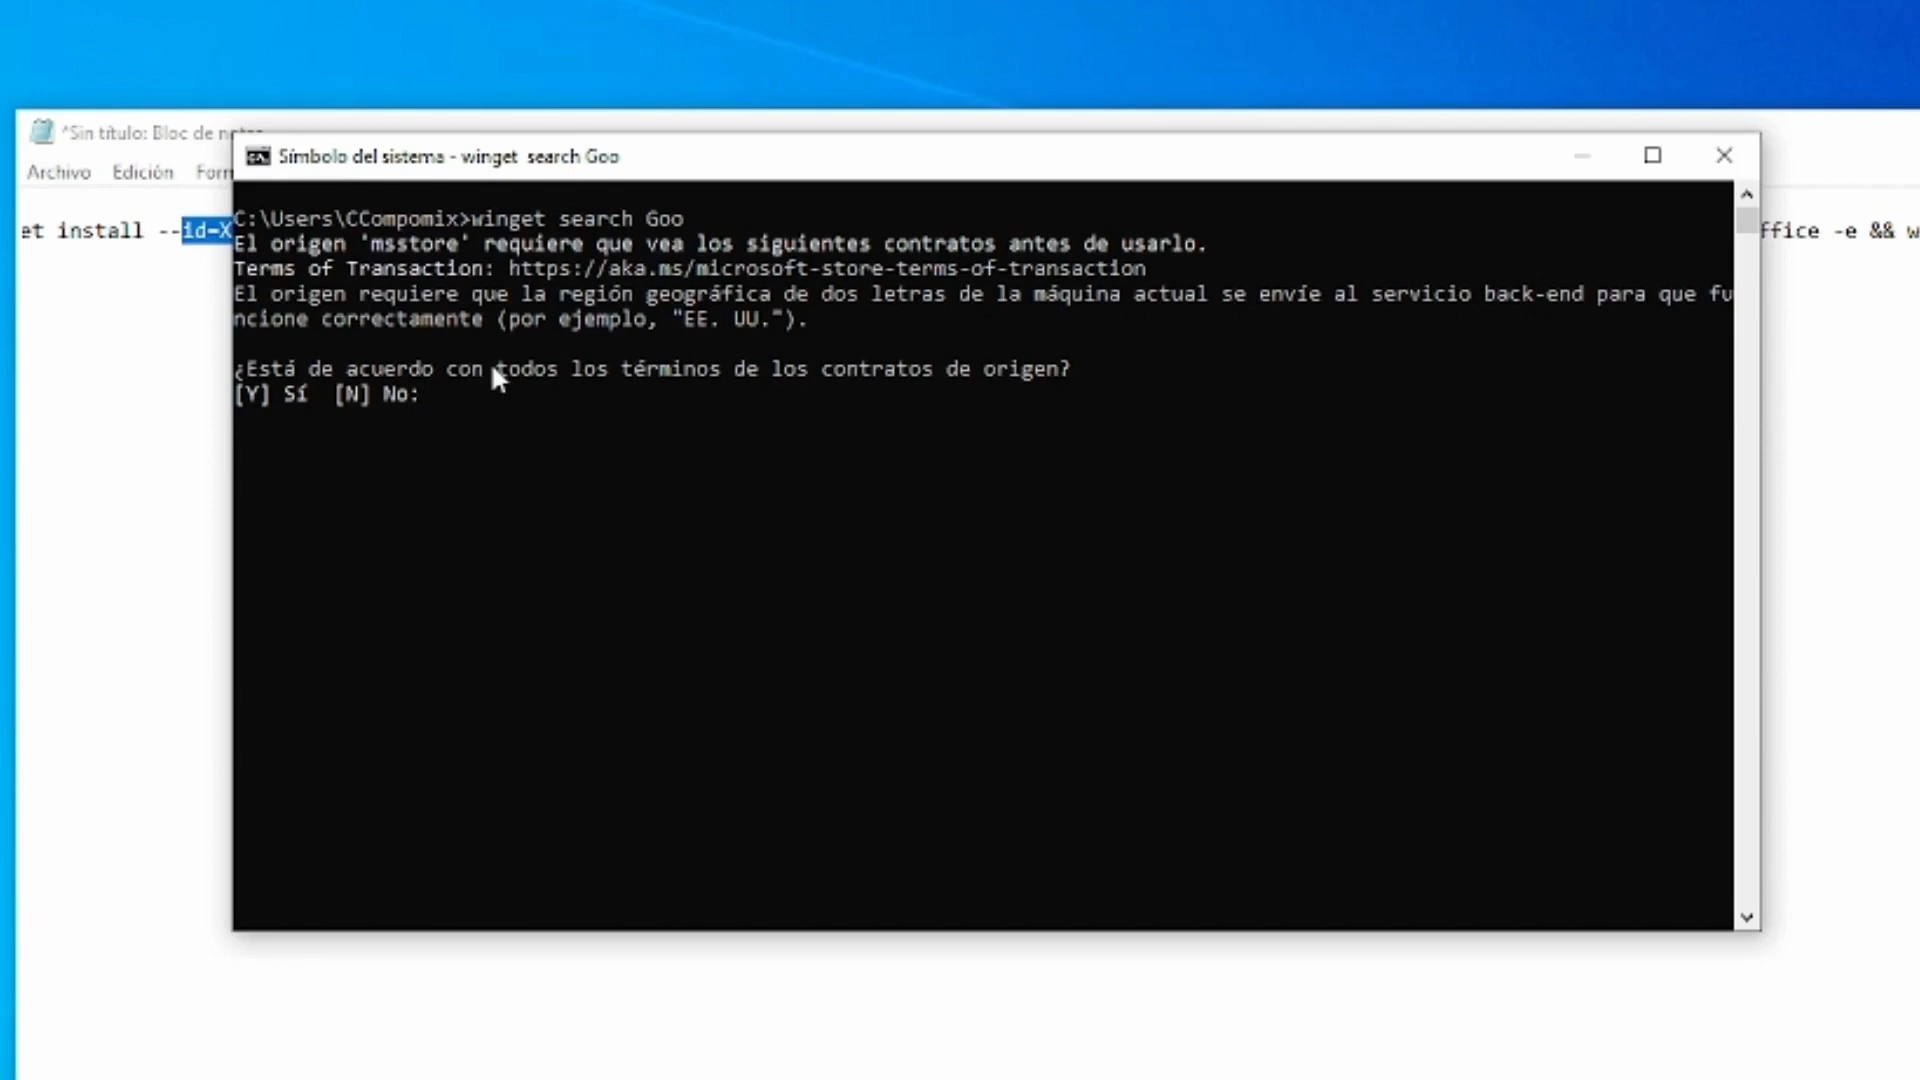 *Sin título: Bloc de
Archivo Edición
et install --id=X
ffice -e && w
Símbolo del sistema - winget search Goo
C:\Users\CCompomix>winget search Goo
El origen 'msstore' requiere que vea los siguientes contratos antes de usarlo.
Terms of Transaction: https://aka.ms/microsoft-store-terms-of-transaction
El origen requiere que la región geográfica de dos letras de la máquina actual se envíe al servicio back-end para que fu
ncione correctamente (por ejemplo, "EE. UU.").
¿Está de acuerdo con todos los términos de los contratos de origen?
[Y] Sí [N] No: